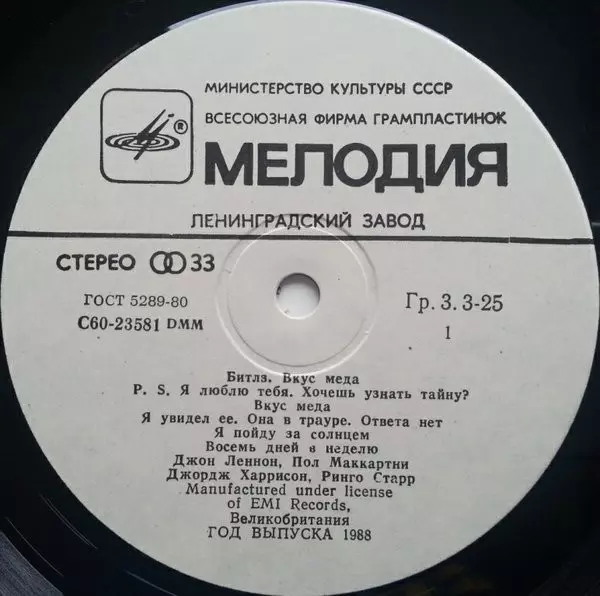 МИНИСТЕРСТВО КУЛЬТУРЫ СССР
ВСЕСОЮЗНАЯ ФИРМА ГРАМПЛАСТИНОК
®
МЕЛОДИЯ
ЛЕНИНГРАДСКИЙ ЗАВОД
СТЕРЕО 33
ГОСТ 5289-80
Гр. 3. 3-25
С60-23581 DMM
1
Битлз. Вкус меда
P. S. Я люблю тебя. Хочешь узнать тайну?
Вкус меда
Я увидел ее. Она в трауре. Ответа нет
Я пойду за солнцем
Восемь дней в неделю
Джон Леннон, Пол Маккартни
Джордж Харрисон, Ринго Старр
Manufactured under license
of EMI Records,
Великобритания
ГОД ВЫПУСКА 1988